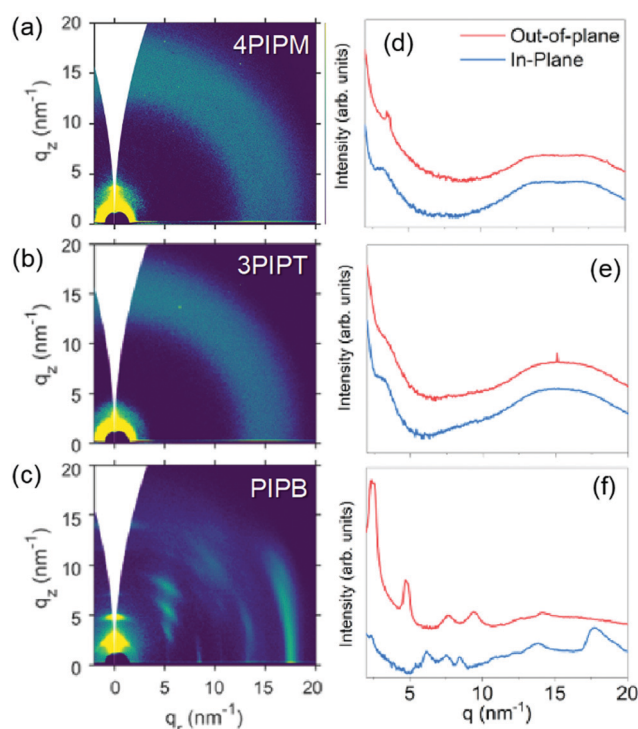 (a)
4PIPM
20
15
10
5
0
q_z (nm⁻¹)
(b)
3PIPT
20
15
10
5
0
q_z (nm⁻¹)
(c)
PIPB
20
15
10
5
0
q_z (nm⁻¹)
0 5 10 15 20
(nm⁻¹)
(d)
Out-of-plane
In-Plane
Intensity (arb. units)
(e)
Intensity (arb. units)
(f)
Intensity (arb. units)
5 10 15 20
q (nm⁻¹)